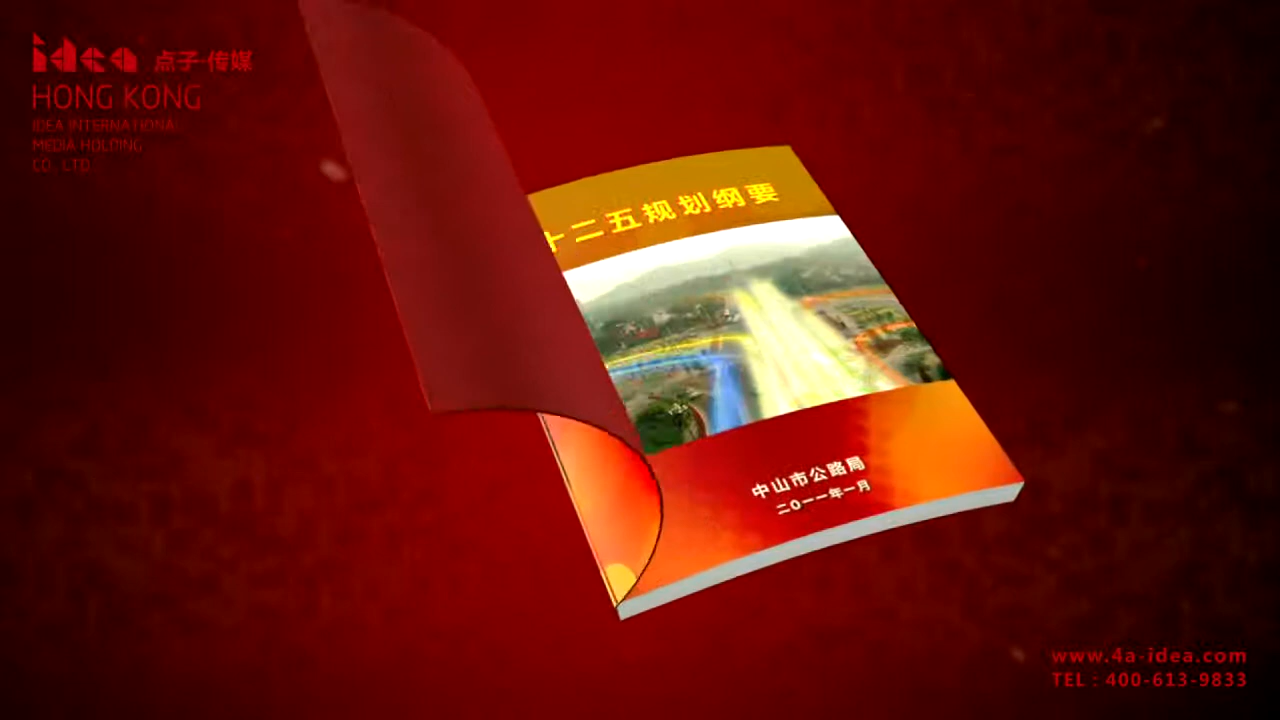 idea 点子·传媒
HONG KONG
IDEA INTERNATIONAL
MEDIA HOLDING
CO. LTD
十二五规划纲要
中山市公路局
二〇一一年一月
www.4a-idea.com
TEL:400-613-9833